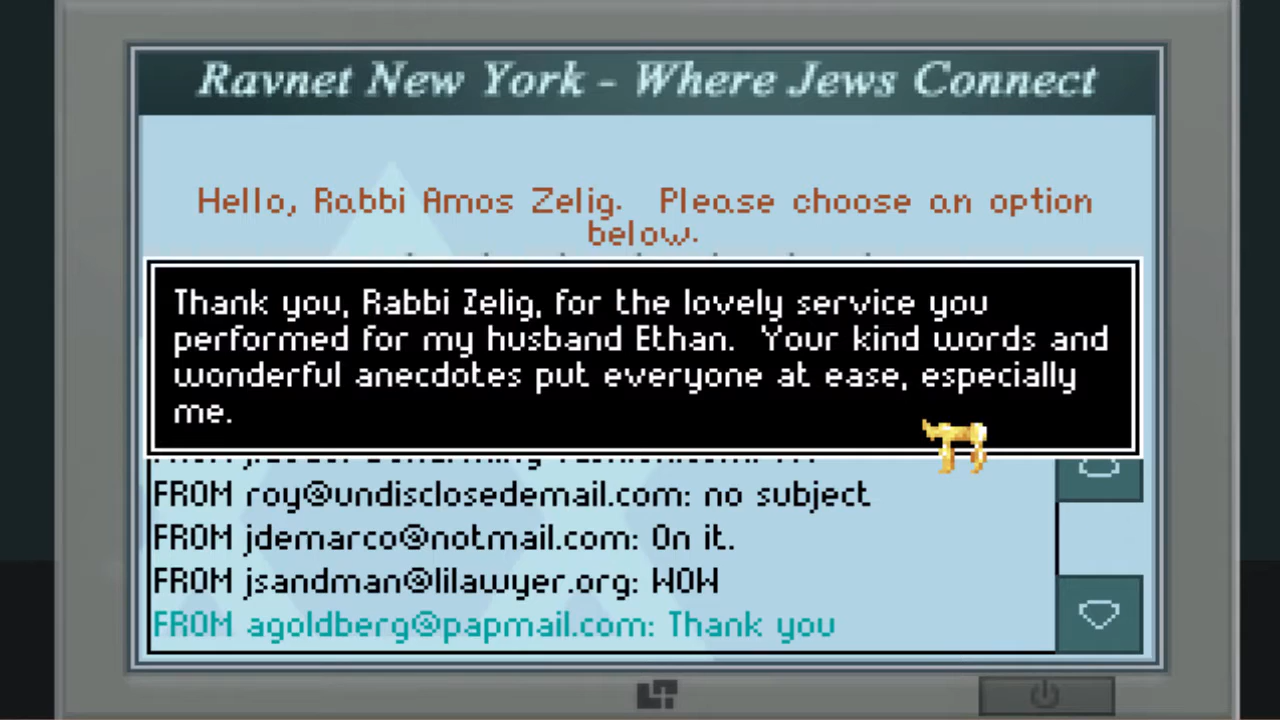 Ravnet New York - Where Jews Connect
Hello, Rabbi Amos Zelig.  Please choose an option
below.
Thank you, Rabbi Zelig, for the lovely service you
performed for my husband Ethan.  Your kind words and
wonderful anecdotes put everyone at ease, especially
me.
FROM roy@undisclosedemail.com: no subject
FROM jdemarco@notmail.com: On it.
FROM jsandman@lilawyer.org: WOW
FROM agoldberg@papmail.com: Thank you